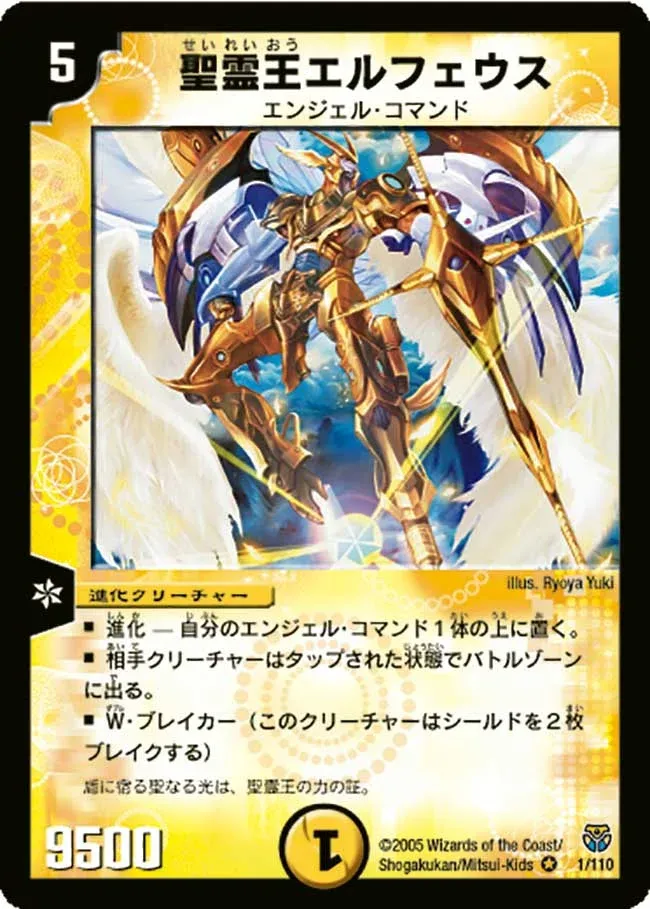 5
せいれいおう
聖霊王エルフェウス
エンジェル・コマンド
illus. Ryoya Yuki
進化クリーチャー
■ 進化 — 自分のエンジェル・コマンド1体の上に置く。
■ 相手クリーチャーはタップされた状態でバトルゾーン
に出る。
■ W・ブレイカー（このクリーチャーはシールドを2枚
ブレイクする）
盾に宿る聖なる光は、聖霊王の力の証。
9500
1
©2005 Wizards of the Coast/
Shogakukan/Mitsui-Kids
1/110